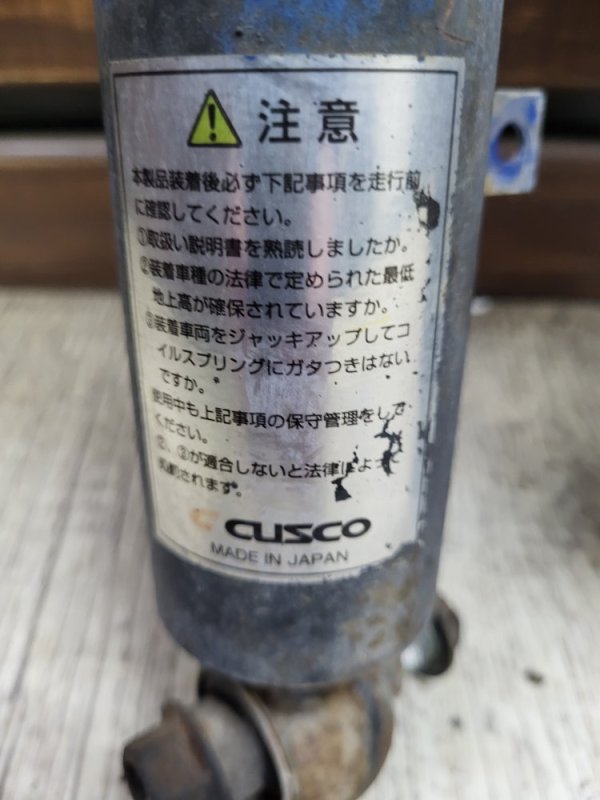 注意
本製品装着後必ず下記事項を走行前
に確認してください。
①取扱い説明書を熟読しましたか。
②装着車種の法律で定められた最低
地上高が確保されていますか。
③装着車両をジャッキアップしてコ
イルスプリングにガタつきはない
ですか。
使用中も上記事項の保守管理をして
ください。
②、③が適合しないと法律によって
されます。
CUSCO
MADE IN JAPAN